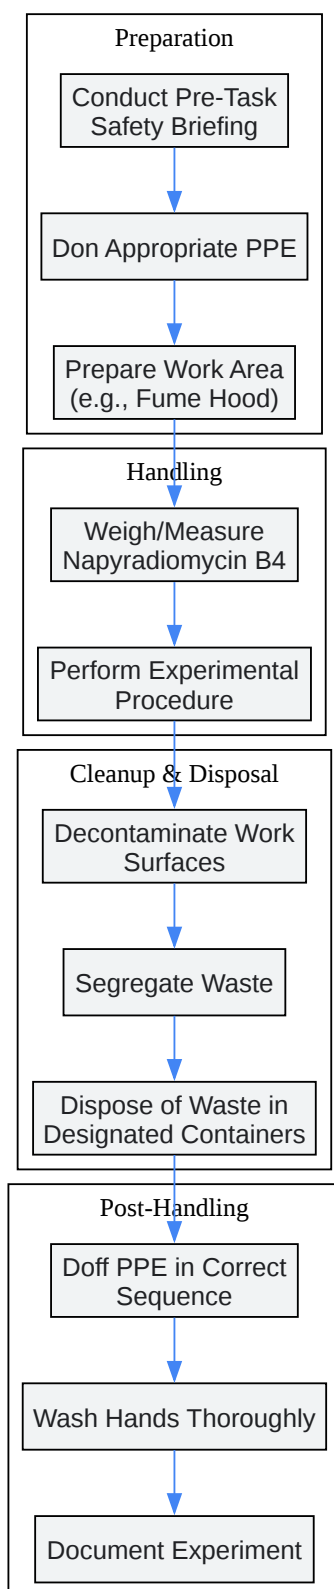 Preparation
Conduct Pre-Task
Safety Briefing
Don Appropriate PPE
Prepare Work Area
(e.g., Fume Hood)
Handling
Weigh/Measure
Napyradiomycin B4
Perform Experimental
Procedure
Cleanup & Disposal
Decontaminate Work
Surfaces
Segregate Waste
Dispose of Waste in
Designated Containers
Post-Handling
Doff PPE in Correct
Sequence
Wash Hands Thoroughly
Document Experiment